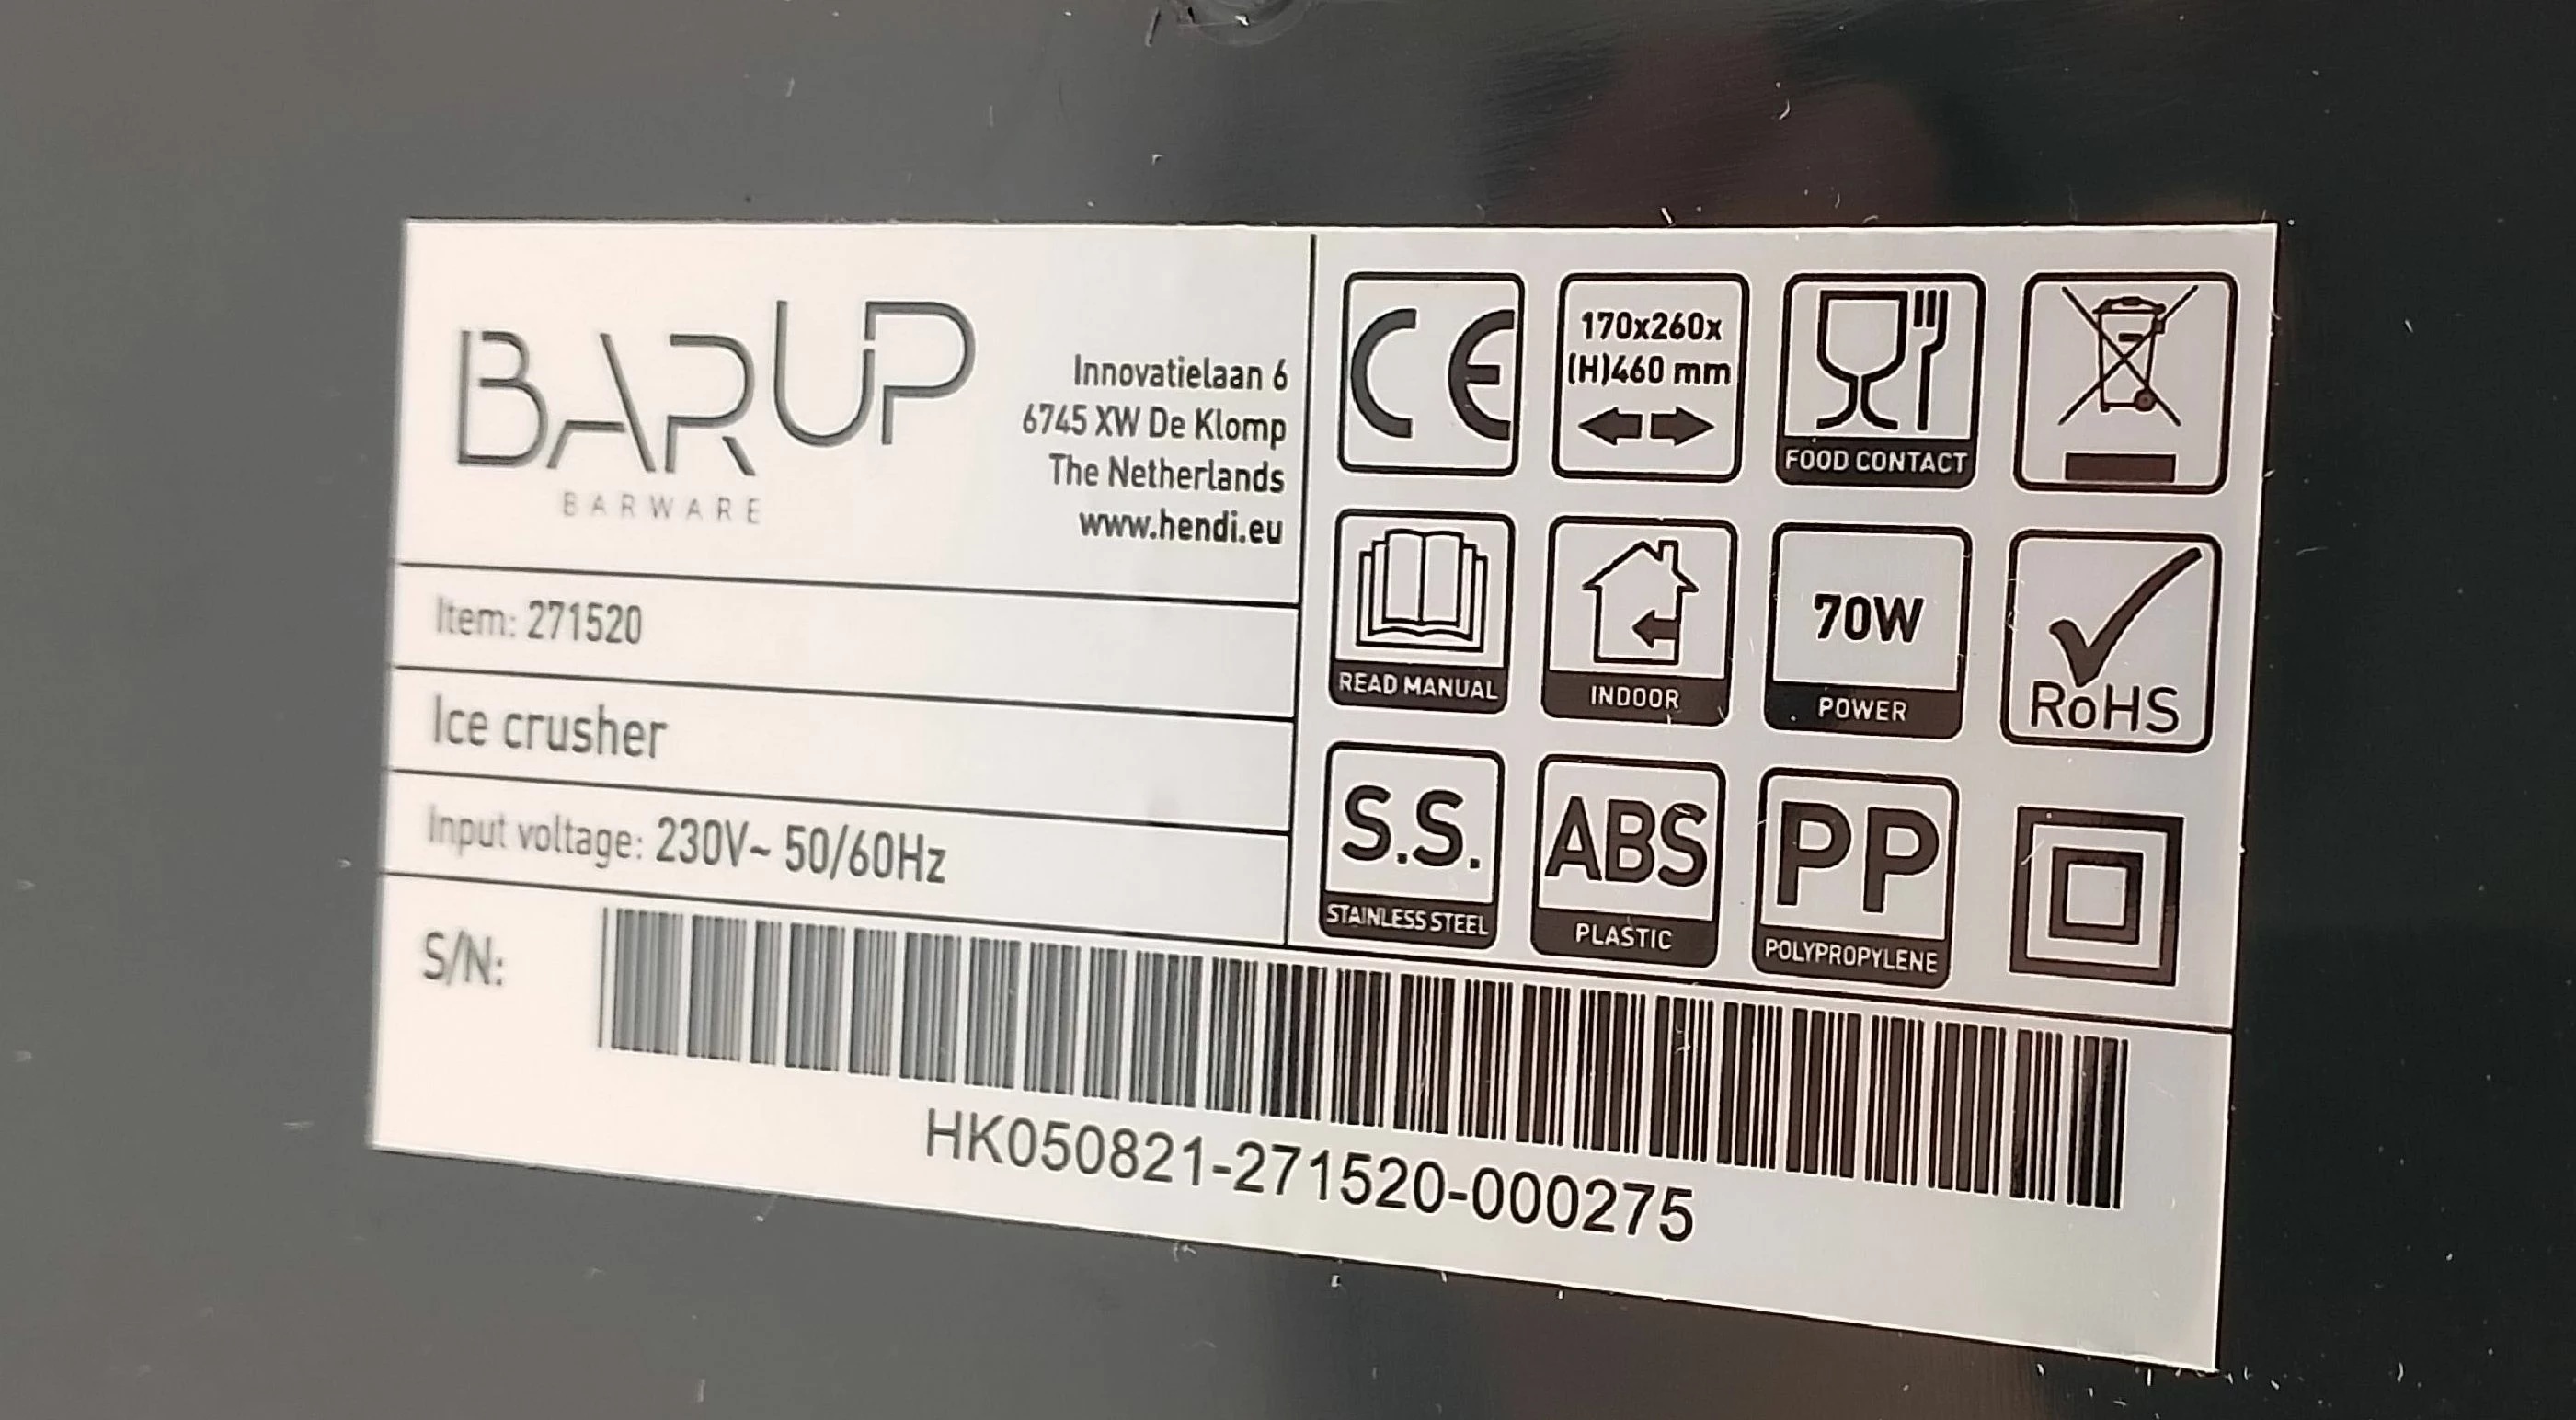 BARUP
BARWARE
Innovatielaan 6
6745 XW De Klomp
The Netherlands
www.hendi.eu
Item: 271520
Ice crusher
Input voltage: 230V~ 50/60Hz
S/N:
HK050821-271520-000275
CE
170x260x
(H)460 mm
FOOD CONTACT
READ MANUAL
INDOOR
70W
POWER
RoHS
S.S.
STAINLESS STEEL
ABS
PLASTIC
PP
POLYPROPYLENE